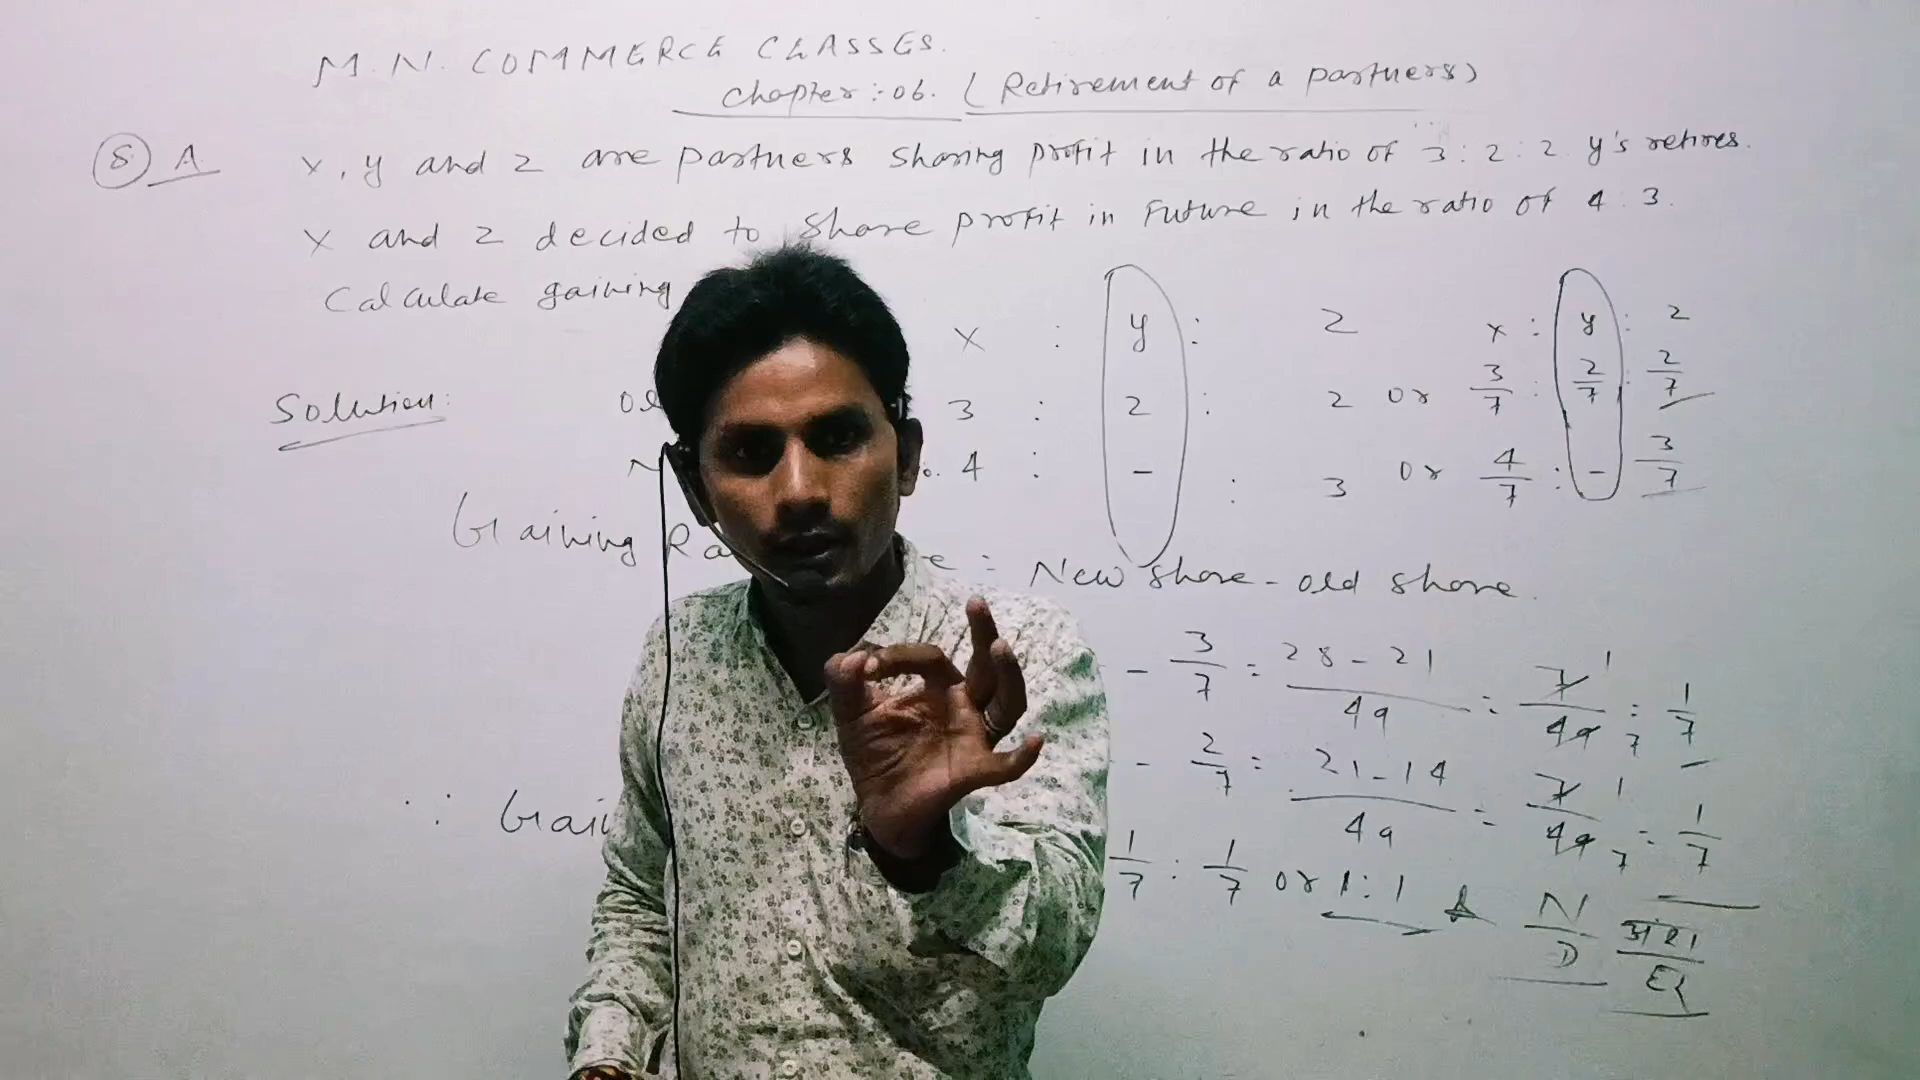 M.N. COMMERCE CLASSES.
Chapter:-06. (Retirement of a partners)
8 A X, y and z are partners sharing profit in the ratio of 3:2:2 y's retires.
X and z decided to share profit in future in the ratio of 4:3.
Calculate gaining
X : y : z or x : y : z
Solution: 3 : 2 : 2 or 3/7 : 2/7 : 2/7
4 : - : 3 or 4/7 : - 3/7
Gaining = New share - old share.
- 3/7 = 28-21/49 = 7/49 = 1/7
- 2/7 = 21-14/49 = 7/49 = 1/7
∴ 1/7 : 1/7 or 1:1
N/D अंश/हर